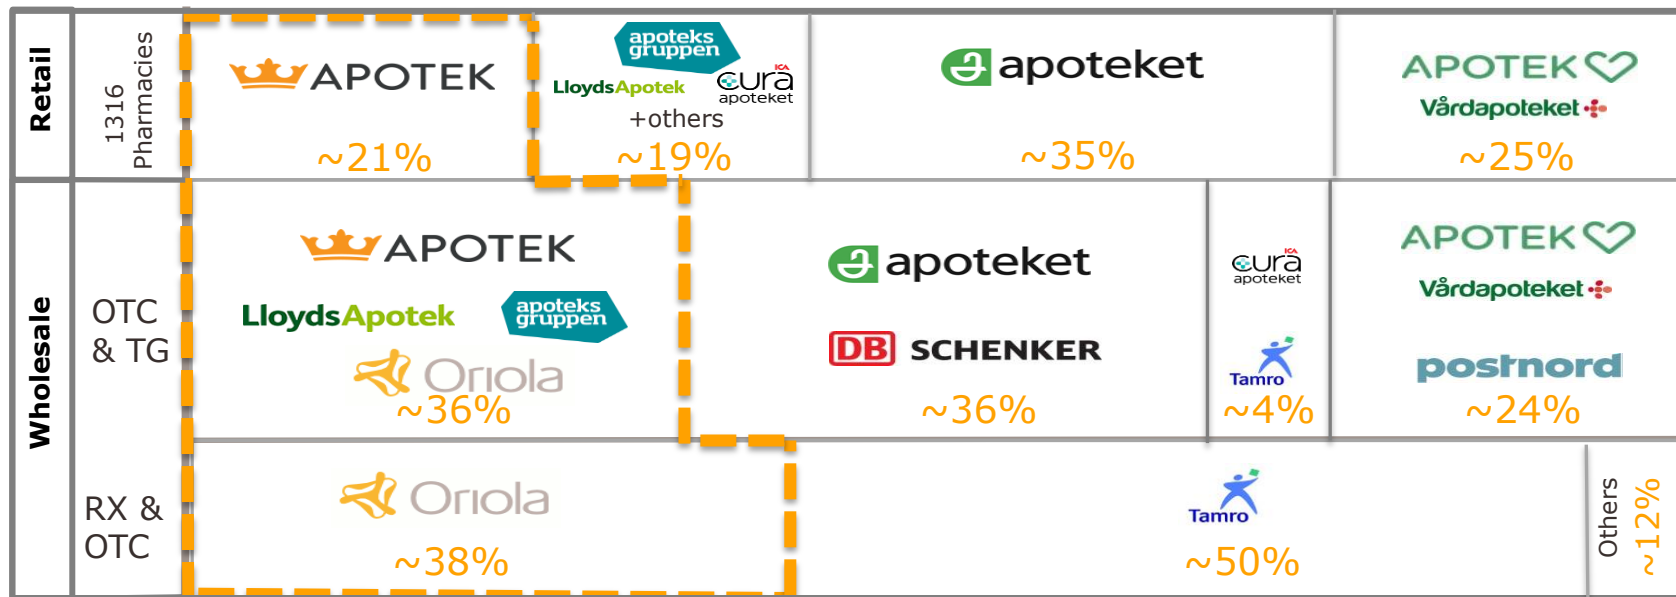 Retail
1316
Pharmacies
APOTEK
~21%
apoteks
gruppen
LloydsApotek
ICA
cura
apoteket
+others
~19%
apoteket
~35%
APOTEK
Vårdapoteket
~25%
Wholesale
OTC
& TG
APOTEK
LloydsApotek
apoteks
gruppen
Oriola
~36%
apoteket
DB SCHENKER
~36%
ICA
cura
apoteket
Tamro
~4%
APOTEK
Vårdapoteket
postnord
~24%
RX &
OTC
Oriola
~38%
Tamro
~50%
Others
~12%